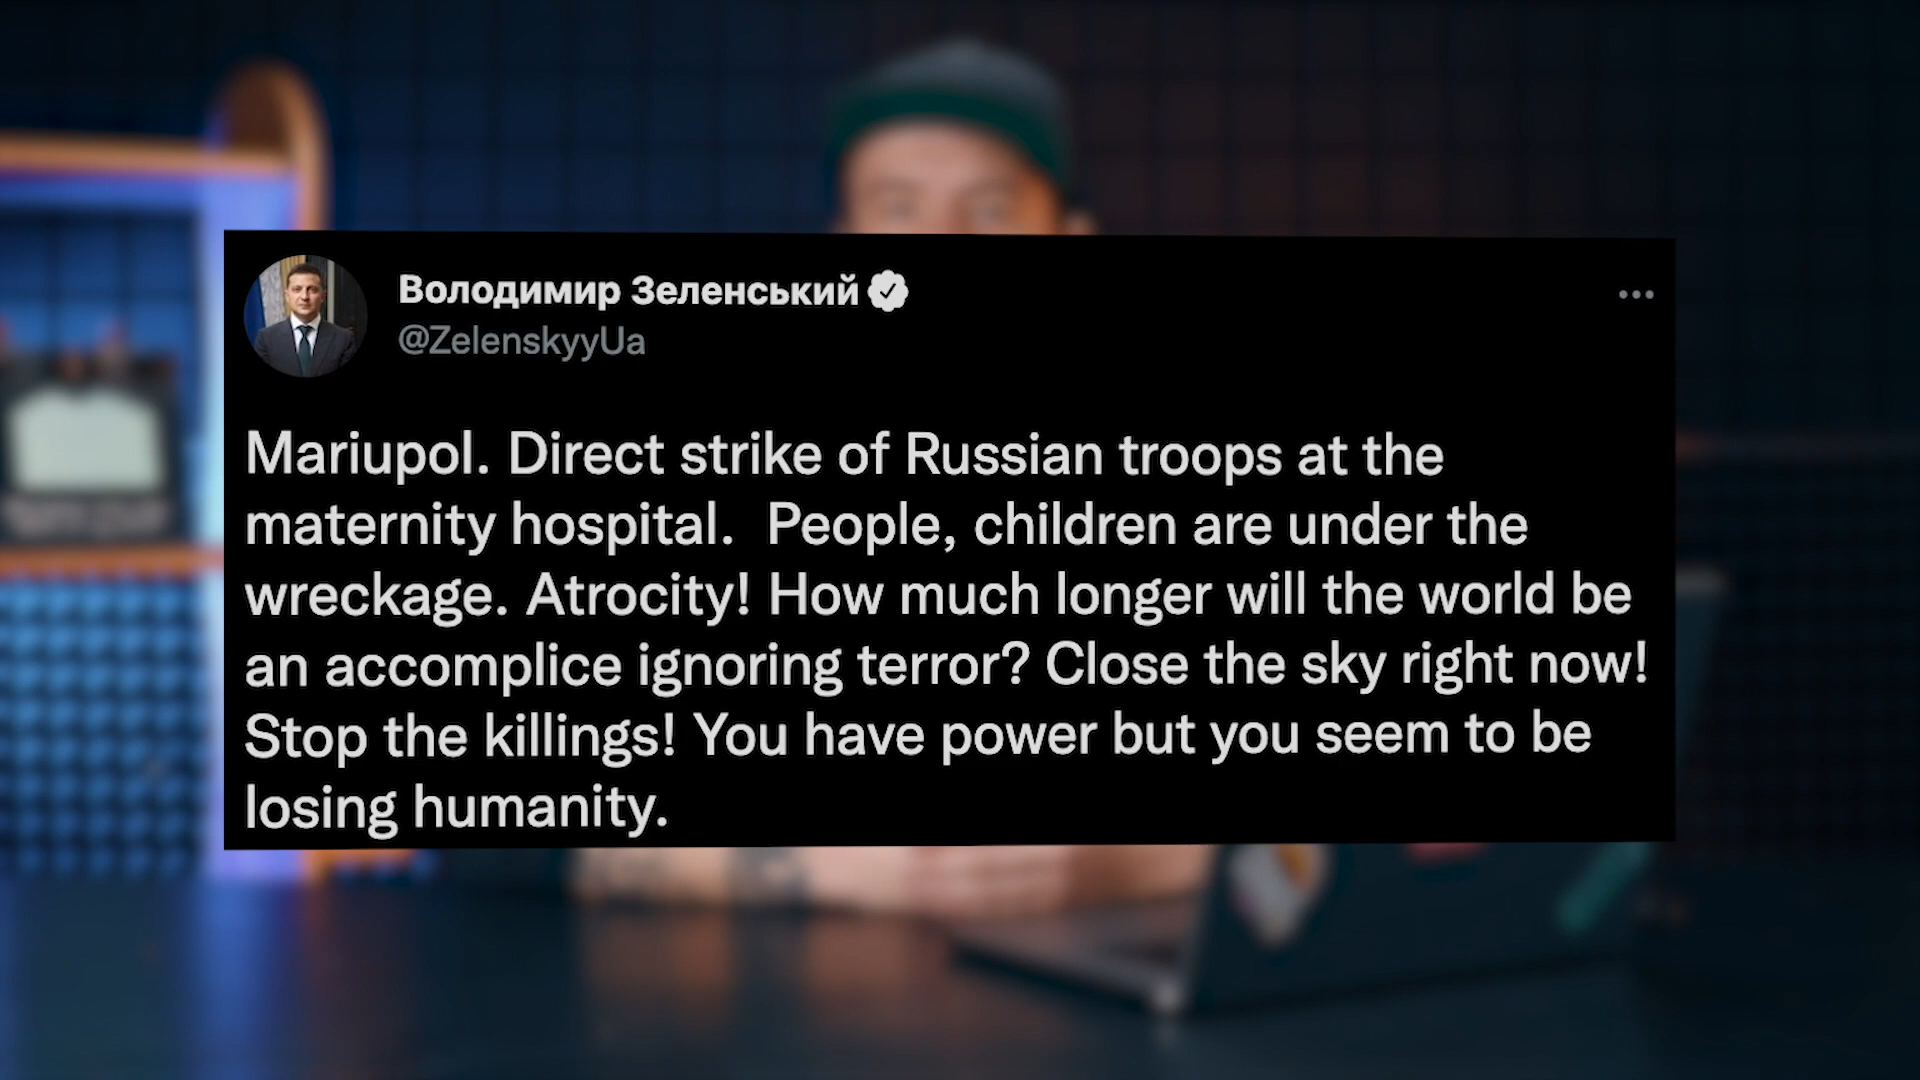 Володимир Зеленський
@ZelenskyyUa
Mariupol. Direct strike of Russian troops at the
maternity hospital.  People, children are under the
wreckage. Atrocity! How much longer will the world be
an accomplice ignoring terror? Close the sky right now!
Stop the killings! You have power but you seem to be
losing humanity.